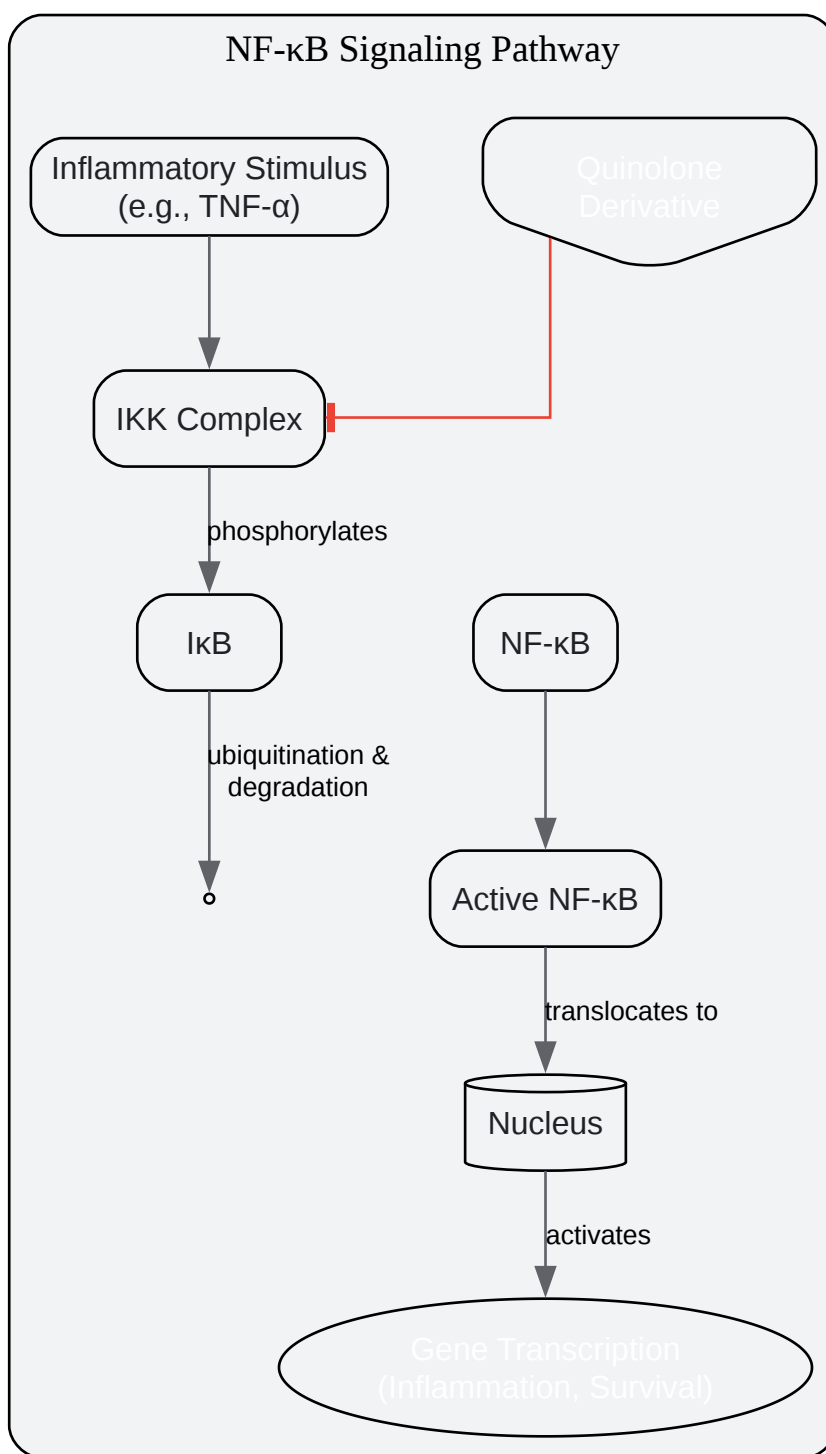 NF-κB Signaling Pathway
Inflammatory Stimulus
(e.g., TNF-α)
Quinolone
Derivative
IKK Complex
phosphorylates
IκB
NF-κB
ubiquitination &
degradation
Active NF-κB
translocates to
Nucleus
activates
Gene Transcription
(Inflammation, Survival)